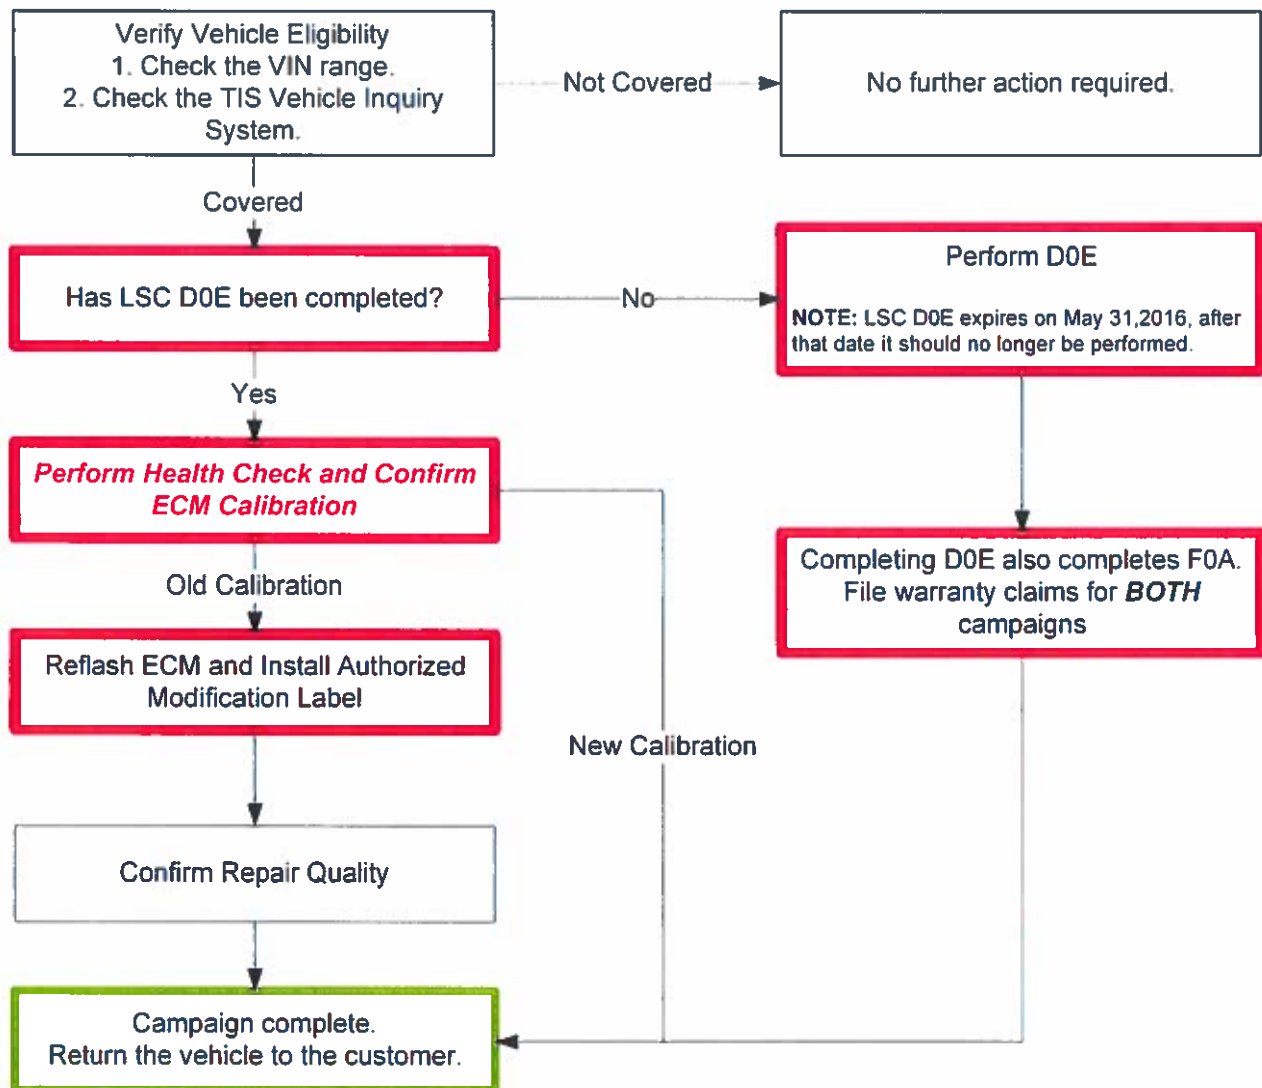 Verify Vehicle Eligibility
1. Check the VIN range.
2. Check the TIS Vehicle Inquiry
System.
Not Covered
No further action required.
Covered
Has LSC D0E been completed?
No
Perform D0E
NOTE: LSC D0E expires on May 31,2016, after
that date it should no longer be performed.
Yes
Perform Health Check and Confirm
ECM Calibration
Completing D0E also completes F0A.
File warranty claims for BOTH
campaigns
Old Calibration
Reflash ECM and Install Authorized
Modification Label
New Calibration
Confirm Repair Quality
Campaign complete.
Return the vehicle to the customer.